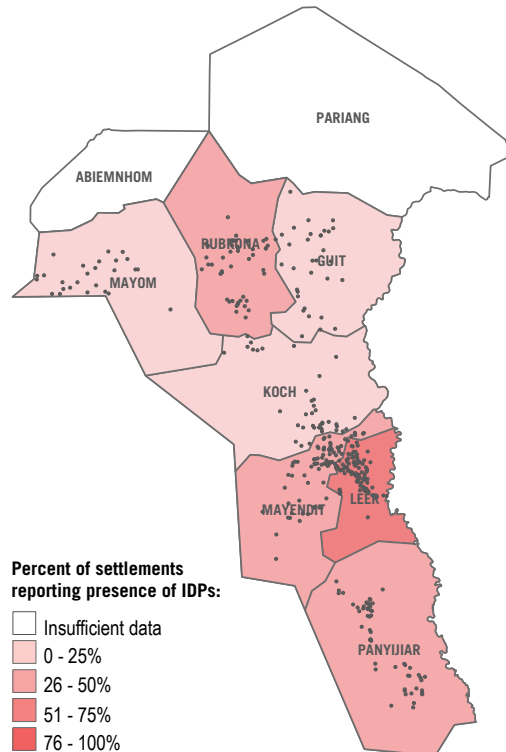 PARIANG
ABIEMNHOM
RUBKONA
GUIT
MAYOM
KOCH
MAYENDIT
LEER
PANYIJIAR
Percent of settlements
reporting presence of IDPs:
Insufficient data
0 - 25%
26 - 50%
51 - 75%
76 - 100%